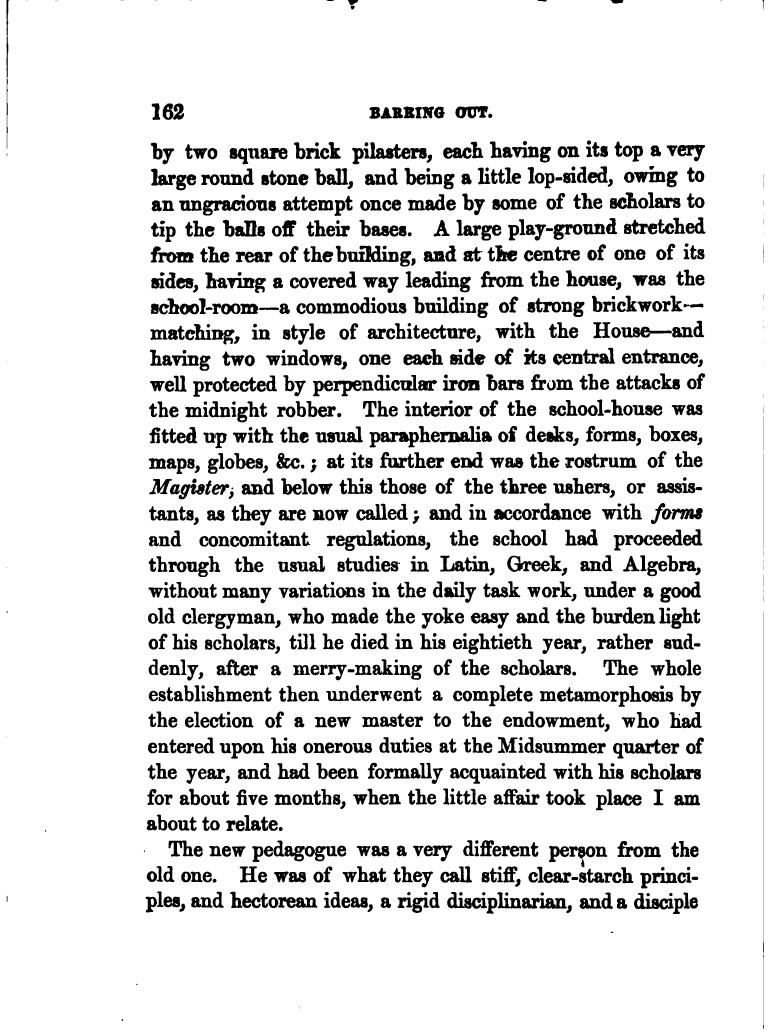 162 BARRING OUT.
by two square brick pilasters, each having on its top a very
large round stone ball, and being a little lop-sided, owing to
an ungracious attempt once made by some of the scholars to
tip the balls off their bases. A large play-ground stretched
from the rear of the building, and at the centre of one of its
sides, having a covered way leading from the house, was the
school-room—a commodious building of strong brickwork—
matching, in style of architecture, with the House—and
having two windows, one each side of its central entrance,
well protected by perpendicular iron bars from the attacks of
the midnight robber. The interior of the school-house was
fitted up with the usual paraphernalia of desks, forms, boxes,
maps, globes, &c. ; at its further end was the rostrum of the
Magister; and below this those of the three ushers, or assis-
tants, as they are now called ; and in accordance with forms
and concomitant regulations, the school had proceeded
through the usual studies in Latin, Greek, and Algebra,
without many variations in the daily task work, under a good
old clergyman, who made the yoke easy and the burden light
of his scholars, till he died in his eightieth year, rather sud-
denly, after a merry-making of the scholars. The whole
establishment then underwent a complete metamorphosis by
the election of a new master to the endowment, who had
entered upon his onerous duties at the Midsummer quarter of
the year, and had been formally acquainted with his scholars
for about five months, when the little affair took place I am
about to relate.
The new pedagogue was a very different person from the
old one. He was of what they call stiff, clear-starch princi-
ples, and hectorean ideas, a rigid disciplinarian, and a disciple